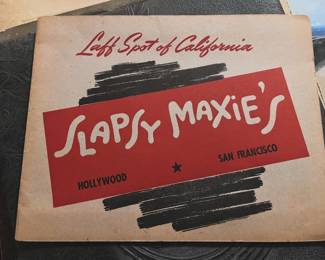 Laff Spot of California
SLAPSY MAXIE'S
HOLLYWOOD ★ SAN FRANCISCO